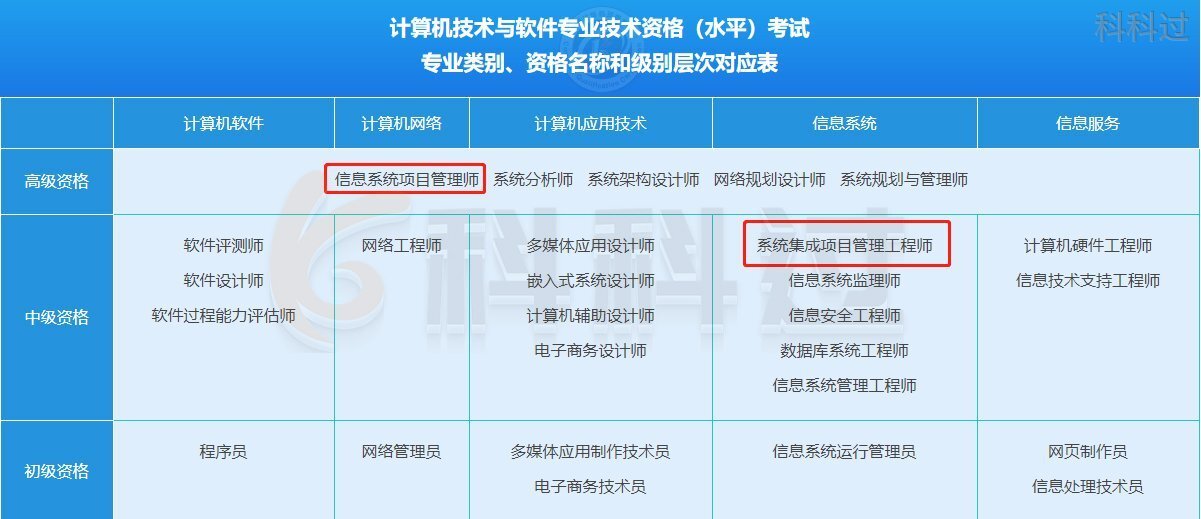 计算机技术与软件专业技术资格（水平）考试
科科过
专业类别、资格名称和级别层次对应表
计算机软件 计算机网络 计算机应用技术 信息系统 信息服务
高级资格 信息系统项目管理师 系统分析师 系统架构设计师 网络规划设计师 系统规划与管理师
科科过
软件评测师 网络工程师 多媒体应用设计师 系统集成项目管理工程师 计算机硬件工程师
软件设计师 嵌入式系统设计师 信息系统监理师 信息技术支持工程师
中级资格 软件过程能力评估师 计算机辅助设计师 信息安全工程师
电子商务设计师 数据库系统工程师
信息系统管理工程师
程序员 网络管理员 多媒体应用制作技术员 信息系统运行管理员 网页制作员
初级资格 电子商务技术员 信息处理技术员